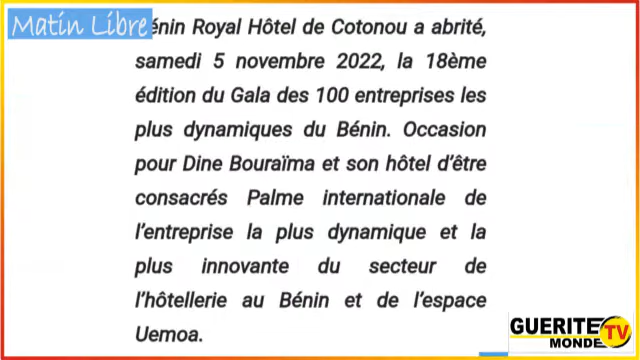 Matin Libre
énin Royal Hôtel de Cotonou a abrité,
samedi 5 novembre 2022, la 18ème
édition du Gala des 100 entreprises les
plus dynamiques du Bénin. Occasion
pour Dine Bouraïma et son hôtel d'être
consacrés Palme internationale de
l'entreprise la plus dynamique et la
plus innovante du secteur de
l'hôtellerie au Bénin et de l'espace
Uemoa.
GUERITE TV
MONDE